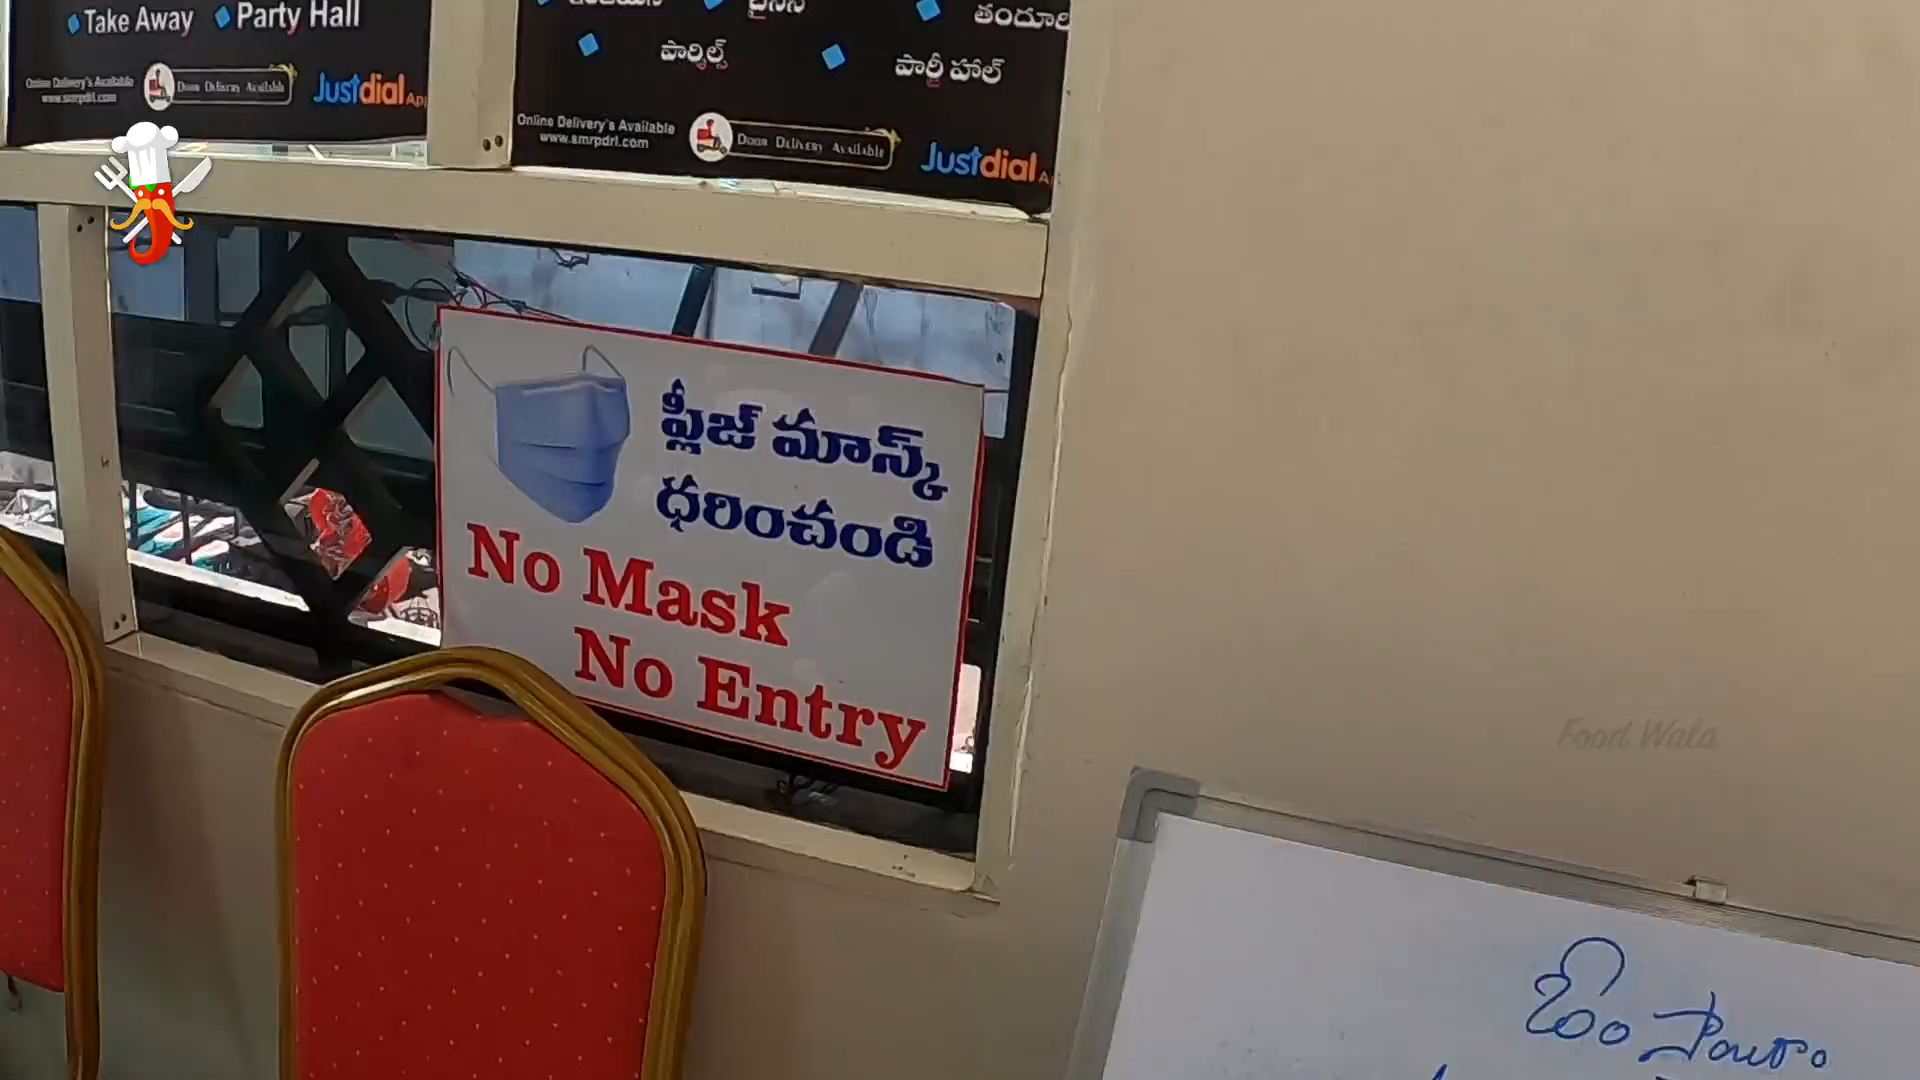 Take Away Party Hall
Online Delivery's Available
www.smrpdrl.com
Door Delivery Available
Justdial App
తందూరి
పార్శిల్స్ పార్టీ హాల్
Online Delivery's Available
www.smrpdrl.com
Door Delivery Available
Justdial
ప్లీజ్ మాస్క్
ధరించండి
No Mask
No Entry
Food Wala